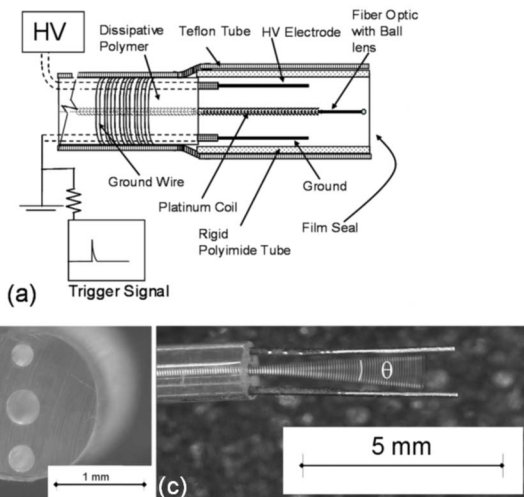 HV
Dissipative
Polymer
Teflon Tube
HV Electrode
Fiber Optic
with Ball
lens
Ground Wire
Platinum Coil
Ground
Rigid
Polyimide Tube
Film Seal
Trigger Signal
(a)
1 mm
(c)
θ
5 mm